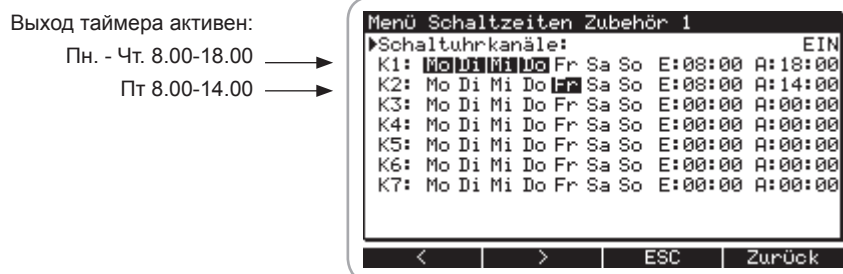 Выход таймера активен:
Пн. - Чт. 8.00-18.00
Пт 8.00-14.00
Menü Schaltzeiten Zubehör 1
Schaltuhrkanäle: EIN
K1: Mo Di Mi Do Fr Sa So E:08:00 A:18:00
K2: Mo Di Mi Do Fr Sa So E:08:00 A:14:00
K3: Mo Di Mi Do Fr Sa So E:00:00 A:00:00
K4: Mo Di Mi Do Fr Sa So E:00:00 A:00:00
K5: Mo Di Mi Do Fr Sa So E:00:00 A:00:00
K6: Mo Di Mi Do Fr Sa So E:00:00 A:00:00
K7: Mo Di Mi Do Fr Sa So E:00:00 A:00:00
< > ESC Zurück